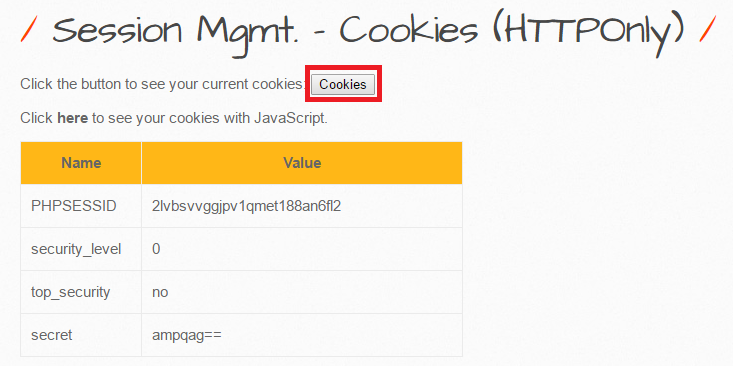 / Session Mgmt. - Cookies (HTTPOnly) /
Click the button to see your current cookies: Cookies
Click here to see your cookies with JavaScript.
Name Value
PHPSESSID 2lvbsvvggjpv1qmet188an6fl2
security_level 0
top_security no
secret ampqag==